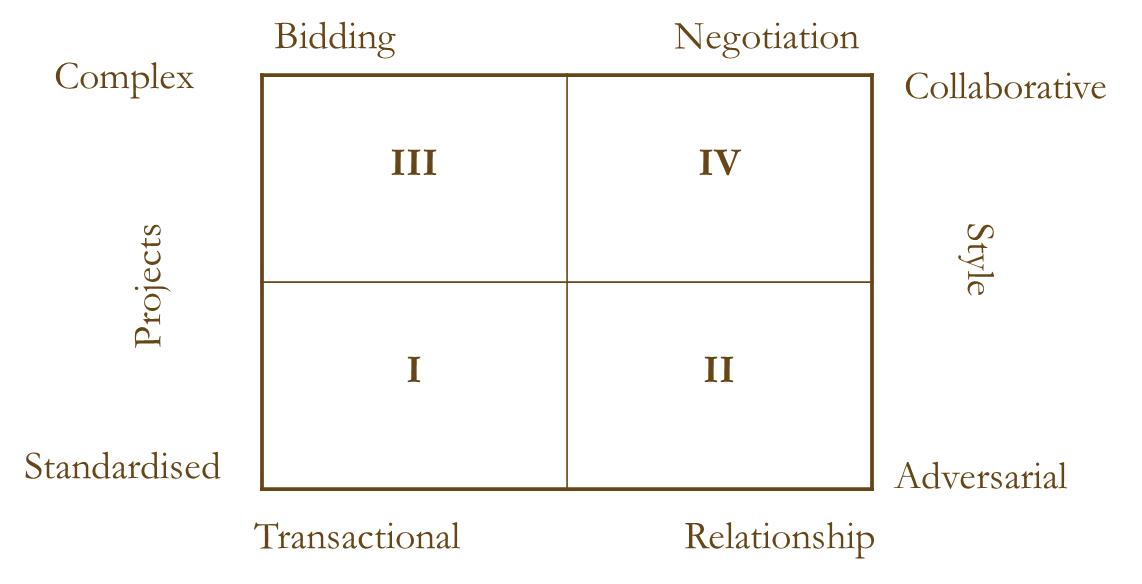 Bidding
Negotiation
Complex
Collaborative
III
IV
Projects
Style
I
II
Standardised
Adversarial
Transactional
Relationship